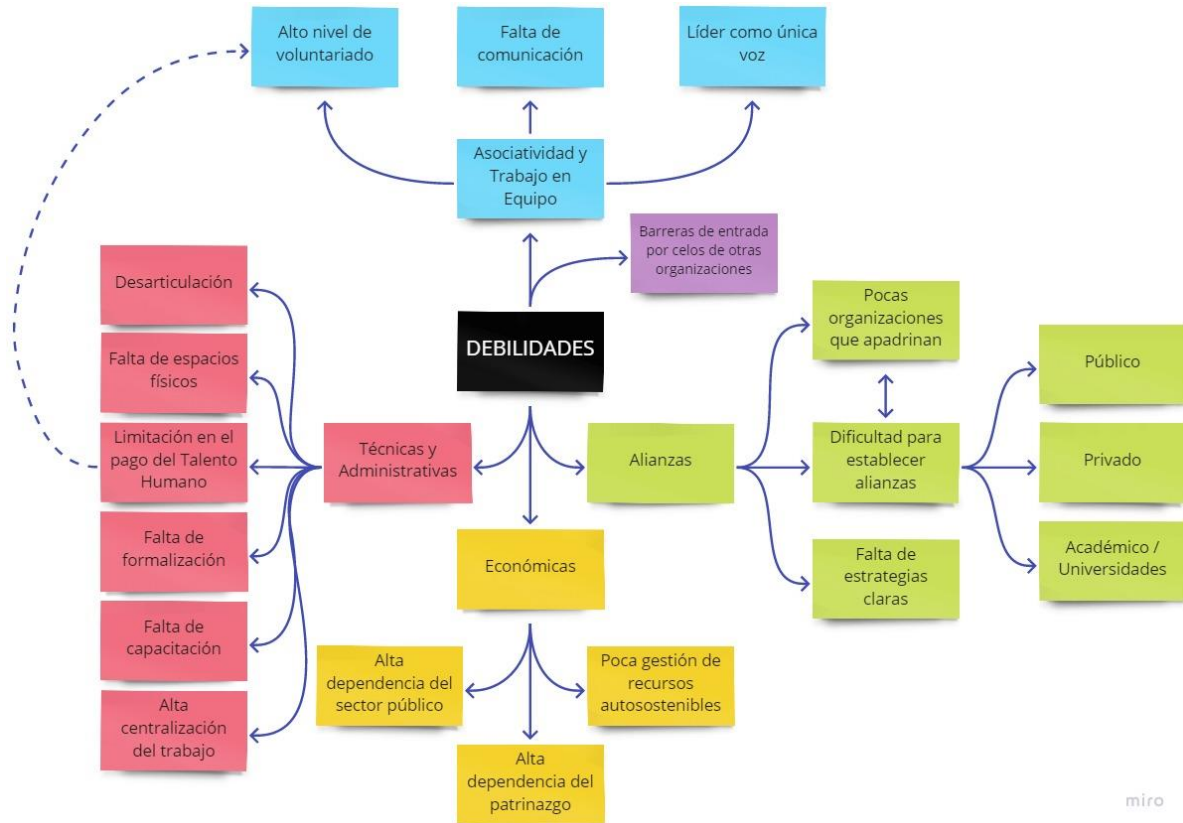 Alto nivel de
voluntariado
Falta de
comunicación
Líder como única
voz
Asociatividad y
Trabajo en
Equipo
Barreras de entrada
por celos de otras
organizaciones
DEBILIDADES
Desarticulación
Falta de espacios
físicos
Limitación en el
pago del Talento
Humano
Falta de
formalización
Falta de
capacitación
Alta
centralización
del trabajo
Técnicas y
Administrativas
Alianzas
Pocas
organizaciones
que apadrinan
Dificultad para
establecer
alianzas
Falta de
estrategias
claras
Público
Privado
Académico /
Universidades
Económicas
Alta
dependencia del
sector público
Poca gestión de
recursos
autosostenibles
Alta
dependencia del
patrinazgo
miro